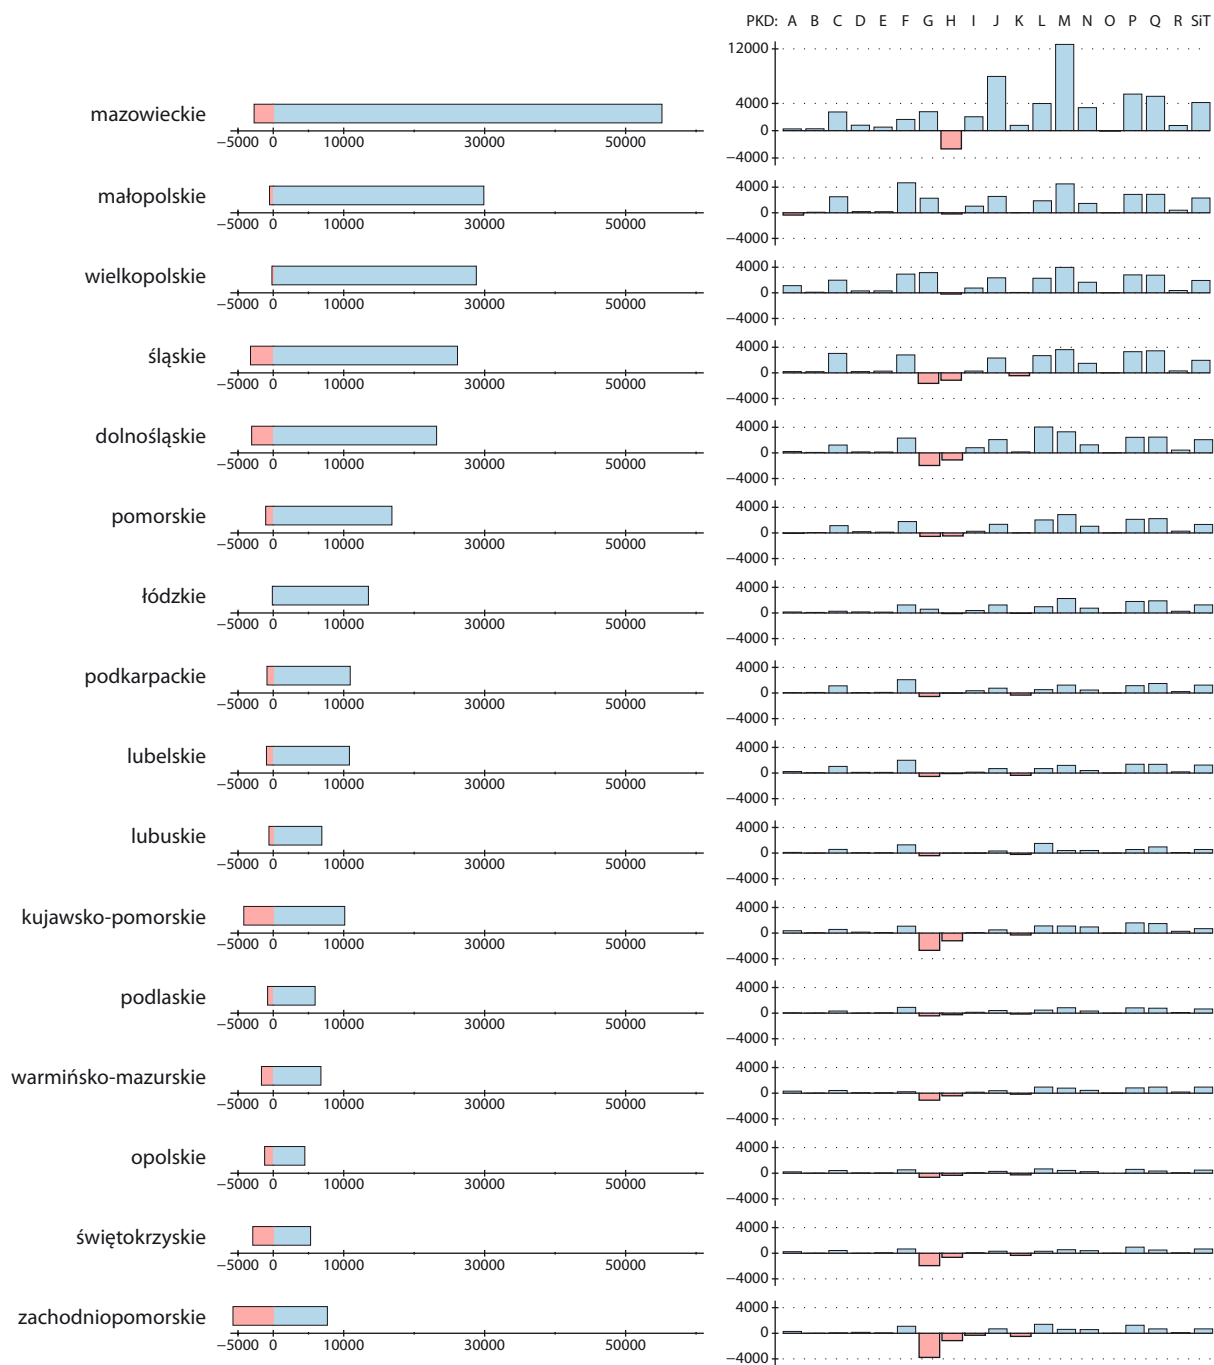 PKD: A B C D E F G H I J K L M N O P Q R SiT
mazowieckie
−5000 0 10000 30000 50000
12000
4000
0
−4000
małopolskie
−5000 0 10000 30000 50000
4000
0
−4000
wielkopolskie
−5000 0 10000 30000 50000
4000
0
−4000
śląskie
−5000 0 10000 30000 50000
4000
0
−4000
dolnośląskie
−5000 0 10000 30000 50000
4000
0
−4000
pomorskie
−5000 0 10000 30000 50000
4000
0
−4000
łódzkie
−5000 0 10000 30000 50000
4000
0
−4000
podkarpackie
−5000 0 10000 30000 50000
4000
0
−4000
lubelskie
−5000 0 10000 30000 50000
4000
0
−4000
lubuskie
−5000 0 10000 30000 50000
4000
0
−4000
kujawsko-pomorskie
−5000 0 10000 30000 50000
4000
0
−4000
podlaskie
−5000 0 10000 30000 50000
4000
0
−4000
warmińsko-mazurskie
−5000 0 10000 30000 50000
4000
0
−4000
opolskie
−5000 0 10000 30000 50000
4000
0
−4000
świętokrzyskie
−5000 0 10000 30000 50000
4000
0
−4000
zachodniopomorskie
−5000 0 10000 30000 50000
4000
0
−4000